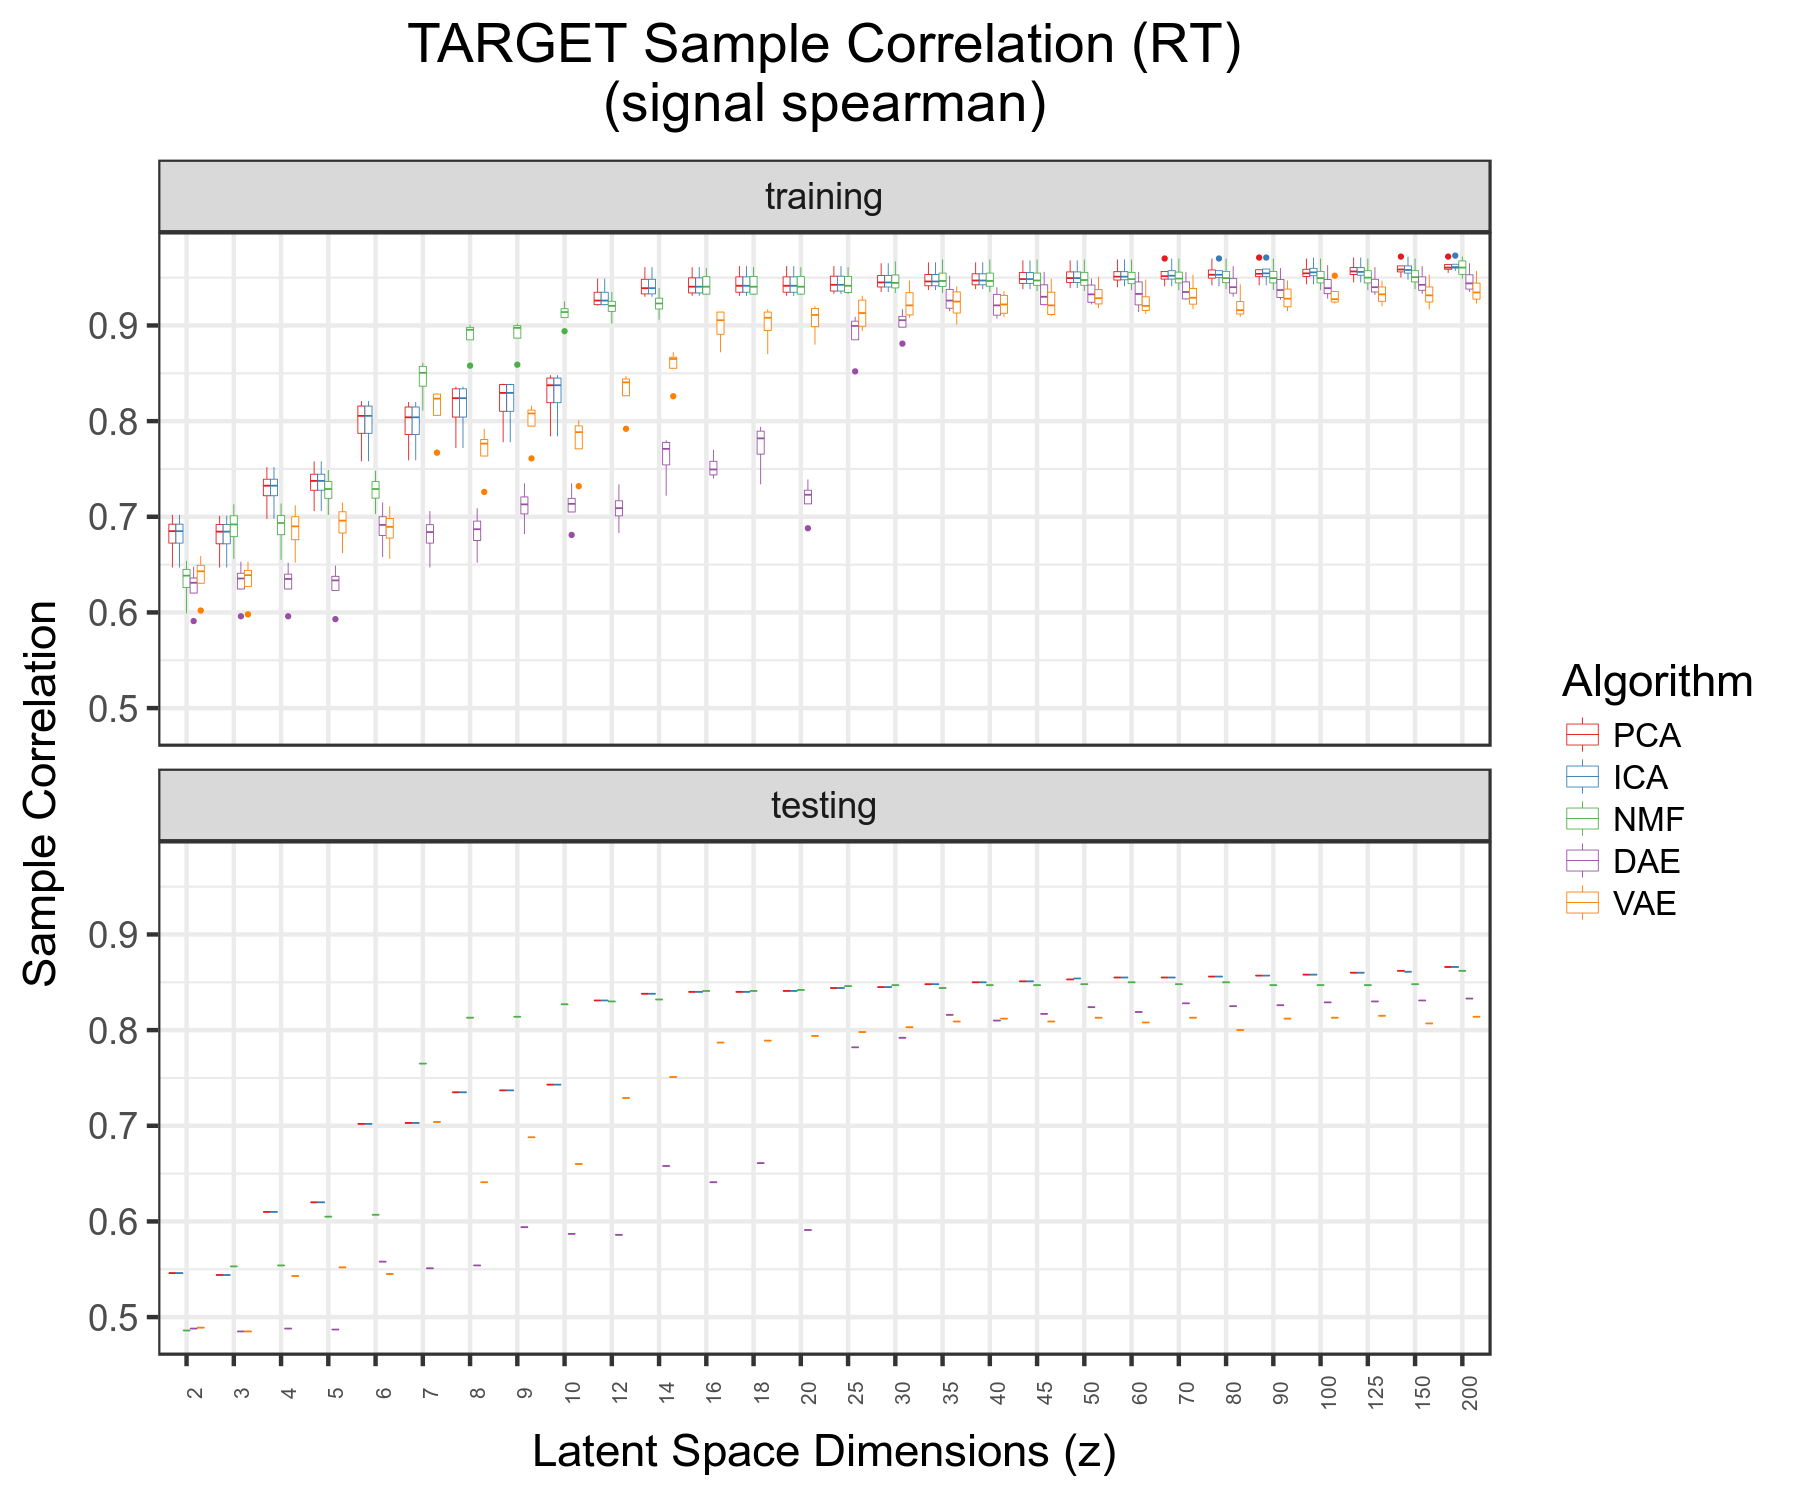 TARGET Sample Correlation (RT)
(signal spearman)
training
0.9
0.8
0.7
0.6
0.5
testing
0.9
0.8
0.7
0.6
0.5
Sample Correlation
2 3 4 5 6 7 8 9 10 12 14 16 18 20 25 30 35 40 45 50 60 70 80 90 100 125 150 200
Latent Space Dimensions (z)
Algorithm
PCA
ICA
NMF
DAE
VAE